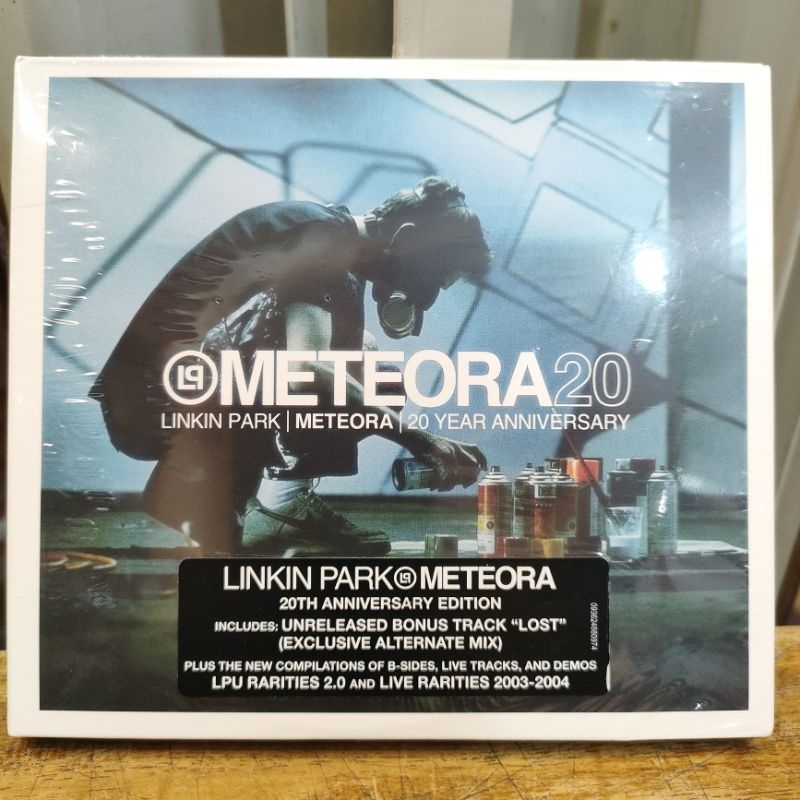 LP METEORA20
LINKIN PARK | METEORA | 20 YEAR ANNIVERSARY
LINKIN PARK LP METEORA
20TH ANNIVERSARY EDITION
INCLUDES: UNRELEASED BONUS TRACK "LOST"
(EXCLUSIVE ALTERNATE MIX)
PLUS THE NEW COMPILATIONS OF B-SIDES, LIVE TRACKS, AND DEMOS
LPU RARITIES 2.0 AND LIVE RARITIES 2003-2004